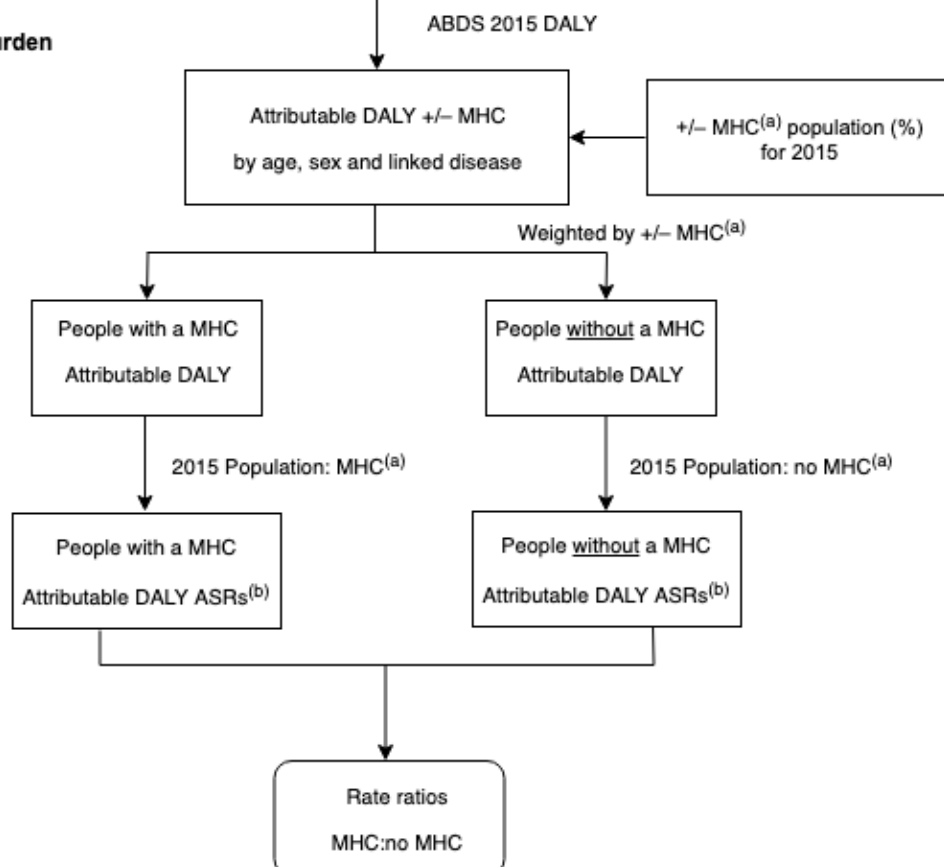 ABDS 2015 DALY
urden
Attributable DALY +/– MHC
by age, sex and linked disease
+/– MHC(a) population (%)
for 2015
Weighted by +/– MHC(a)
People with a MHC
Attributable DALY
People without a MHC
Attributable DALY
2015 Population: MHC(a)
2015 Population: no MHC(a)
People with a MHC
Attributable DALY ASRs(b)
People without a MHC
Attributable DALY ASRs(b)
Rate ratios
MHC:no MHC